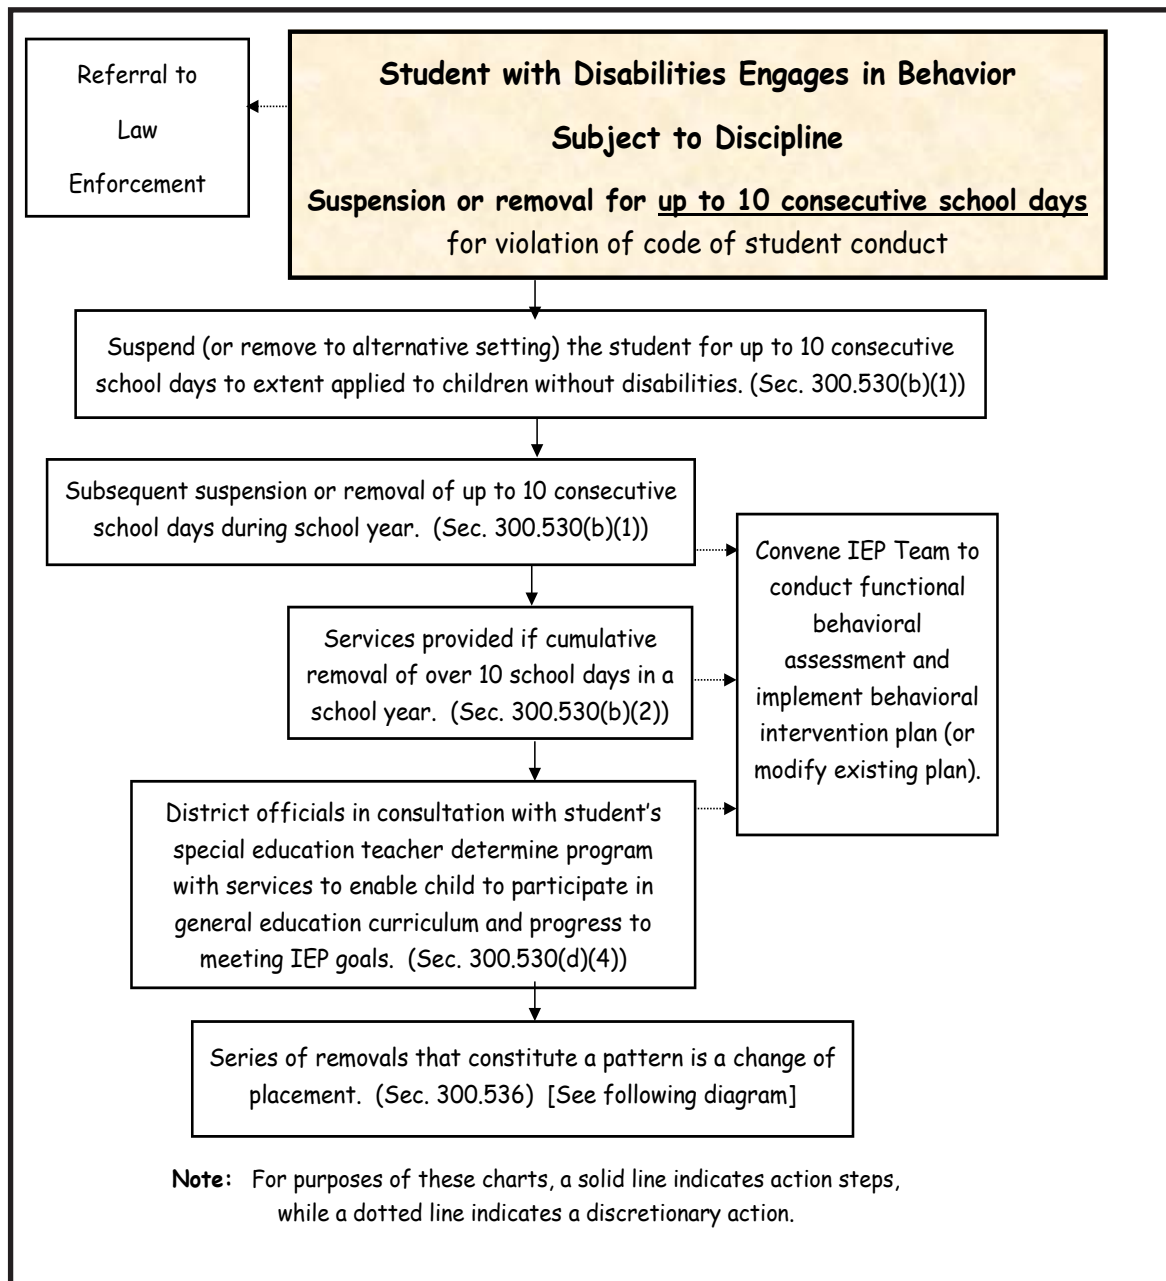 Referral to
Law
Enforcement
Student with Disabilities Engages in Behavior
Subject to Discipline
Suspension or removal for up to 10 consecutive school days
for violation of code of student conduct
Suspend (or remove to alternative setting) the student for up to 10 consecutive
school days to extent applied to children without disabilities. (Sec. 300.530(b)(1))
Subsequent suspension or removal of up to 10 consecutive
school days during school year. (Sec. 300.530(b)(1))
Convene IEP Team to
conduct functional
behavioral
assessment and
implement behavioral
intervention plan (or
modify existing plan).
Services provided if cumulative
removal of over 10 school days in a
school year. (Sec. 300.530(b)(2))
District officials in consultation with student's
special education teacher determine program
with services to enable child to participate in
general education curriculum and progress to
meeting IEP goals. (Sec. 300.530(d)(4))
Series of removals that constitute a pattern is a change of
placement. (Sec. 300.536) [See following diagram]
Note: For purposes of these charts, a solid line indicates action steps,
while a dotted line indicates a discretionary action.